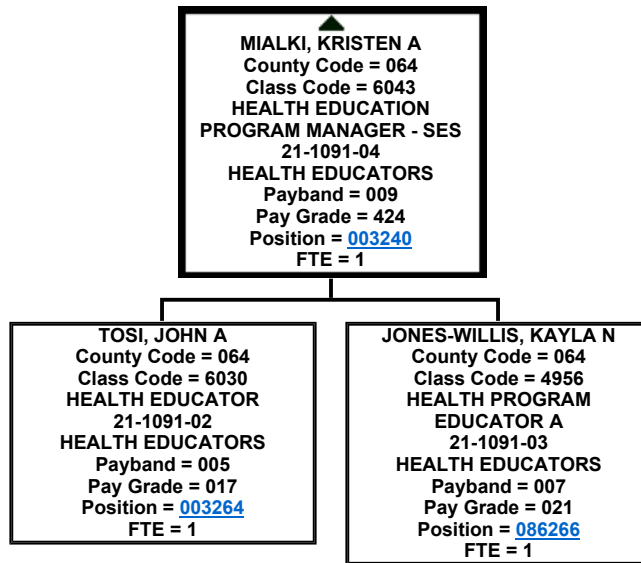 MIALKI, KRISTEN A
County Code = 064
Class Code = 6043
HEALTH EDUCATION
PROGRAM MANAGER - SES
21-1091-04
HEALTH EDUCATORS
Payband = 009
Pay Grade = 424
Position = 003240
FTE = 1
TOSI, JOHN A
County Code = 064
Class Code = 6030
HEALTH EDUCATOR
21-1091-02
HEALTH EDUCATORS
Payband = 005
Pay Grade = 017
Position = 003264
FTE = 1
JONES-WILLIS, KAYLA N
County Code = 064
Class Code = 4956
HEALTH PROGRAM
EDUCATOR A
21-1091-03
HEALTH EDUCATORS
Payband = 007
Pay Grade = 021
Position = 086266
FTE = 1